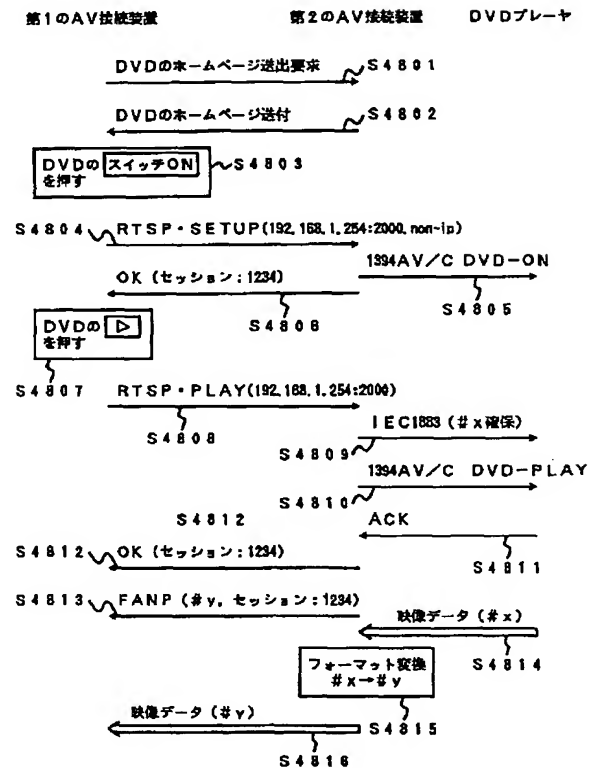 第1のAV接続装置 第2のAV接続装置 DVDプレーヤ
DVDのホームページ送出要求 S4801
DVDのホームページ送付 S4802
DVDの スイッチON
を押す
S4803
S4804 RTSP・SETUP(192.168.1.254:2000.non-ip)
1394AV/C DVD-ON
OK (セッション:1234)
S4805
S4806
DVDの ▷
を押す
S4807 RTSP・PLAY(192.168.1.254:2000)
S4808
IEC1883 (#x確保)
S4809
1394AV/C DVD-PLAY
S4810
S4812 ACK
S4812 OK (セッション:1234)
S4811
S4813 FANP (#y, セッション:1234)
映像データ (#x)
フォーマット変換
#x→#y
S4814
映像データ (#y)
S4815
S4816